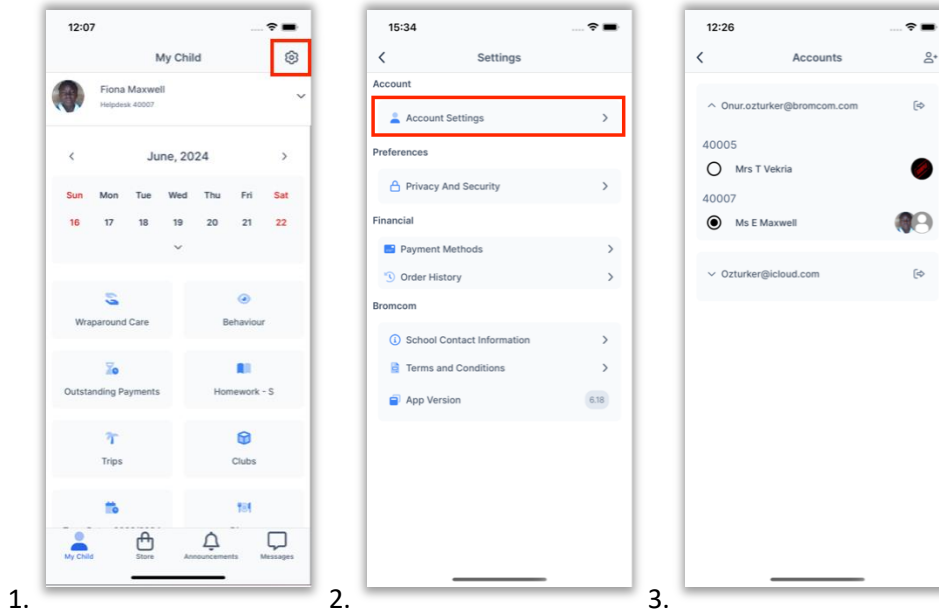 12:07
My Child
Fiona Maxwell
Helpdesk 40007
June, 2024
Sun Mon Tue Wed Thu Fri Sat
16 17 18 19 20 21 22
Wraparound Care
Behaviour
Outstanding Payments
Homework - S
Trips
Clubs
My Child
Store
Announcements
Messages
1.
15:34
Settings
Account
Account Settings
Preferences
Privacy And Security
Financial
Payment Methods
Order History
Bromcom
School Contact Information
Terms and Conditions
App Version
6.18
2.
12:26
Accounts
Onur.ozturker@bromcom.com
40005
Mrs T Vekria
40007
Ms E Maxwell
Ozturker@icloud.com
3.